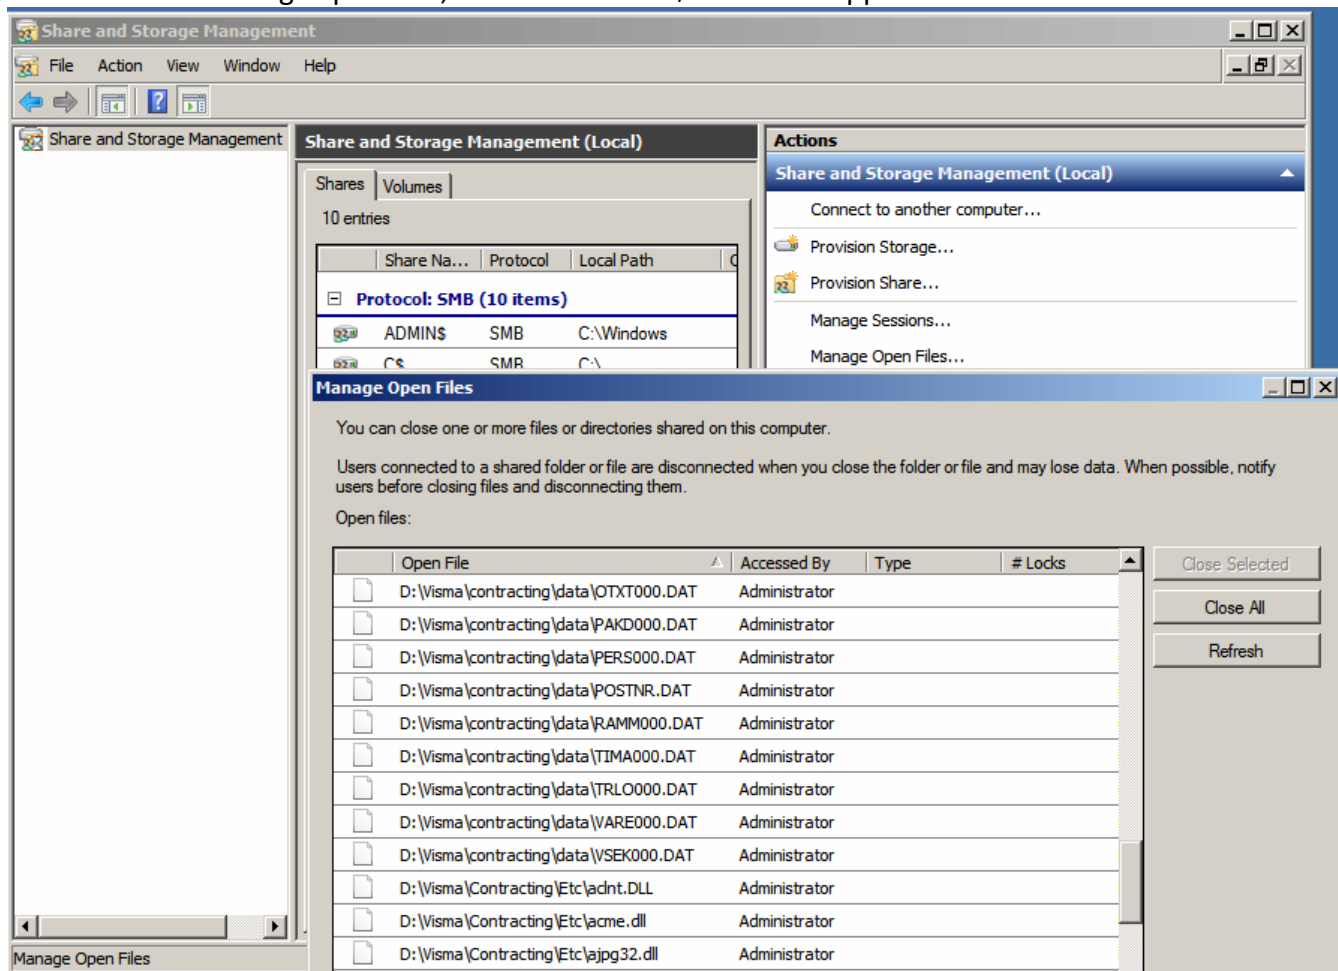 Share and Storage Management
File Action View Window Help
Share and Storage Management
Share and Storage Management (Local)
Shares Volumes
10 entries
Share Na... Protocol Local Path
Protocol: SMB (10 items)
ADMIN$ SMB C:\Windows
C$ SMB C:\
Actions
Share and Storage Management (Local)
Connect to another computer...
Provision Storage...
Provision Share...
Manage Sessions...
Manage Open Files...
Manage Open Files
You can close one or more files or directories shared on this computer.
Users connected to a shared folder or file are disconnected when you close the folder or file and may lose data. When possible, notify
users before closing files and disconnecting them.
Open files:
Open File Accessed By Type # Locks
D:\Visma\contracting\data\OTXT000.DAT Administrator
D:\Visma\contracting\data\PAKD000.DAT Administrator
D:\Visma\contracting\data\PERS000.DAT Administrator
D:\Visma\contracting\data\POSTNR.DAT Administrator
D:\Visma\contracting\data\RAMM000.DAT Administrator
D:\Visma\contracting\data\TIMA000.DAT Administrator
D:\Visma\contracting\data\TRLO000.DAT Administrator
D:\Visma\contracting\data\VARE000.DAT Administrator
D:\Visma\contracting\data\VSEK000.DAT Administrator
D:\Visma\Contracting\Etc\adnt.DLL Administrator
D:\Visma\Contracting\Etc\acme.dll Administrator
D:\Visma\Contracting\Etc\ajpg32.dll Administrator
Close Selected
Close All
Refresh
Manage Open Files